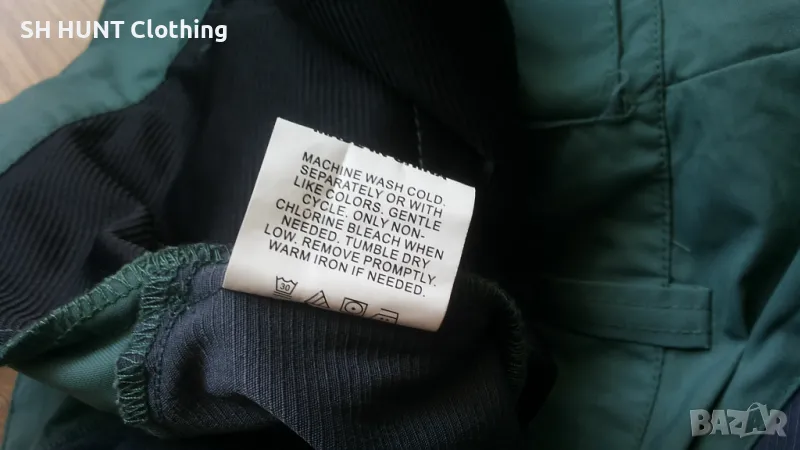 SH HUNT Clothing
MACHINE WASH COLD.
SEPARATELY OR WITH
LIKE COLORS. GENTLE
CYCLE. ONLY NON-
CHLORINE BLEACH WHEN
NEEDED. TUMBLE DRY
LOW. REMOVE PROMPTLY.
WARM IRON IF NEEDED.
30
BAZAR